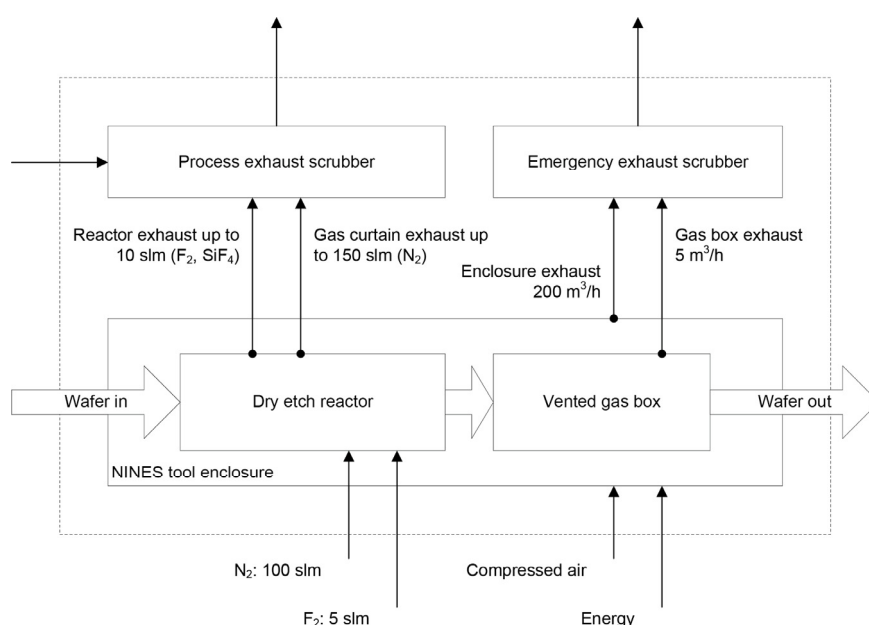 Process exhaust scrubber
Emergency exhaust scrubber
Reactor exhaust up to
10 slm (F₂, SiF₄)
Gas curtain exhaust up
to 150 slm (N₂)
Gas box exhaust
5 m³/h
Enclosure exhaust
200 m³/h
Wafer in
Dry etch reactor
Vented gas box
Wafer out
NINES tool enclosure
N₂: 100 slm
Compressed air
F₂: 5 slm
Energy